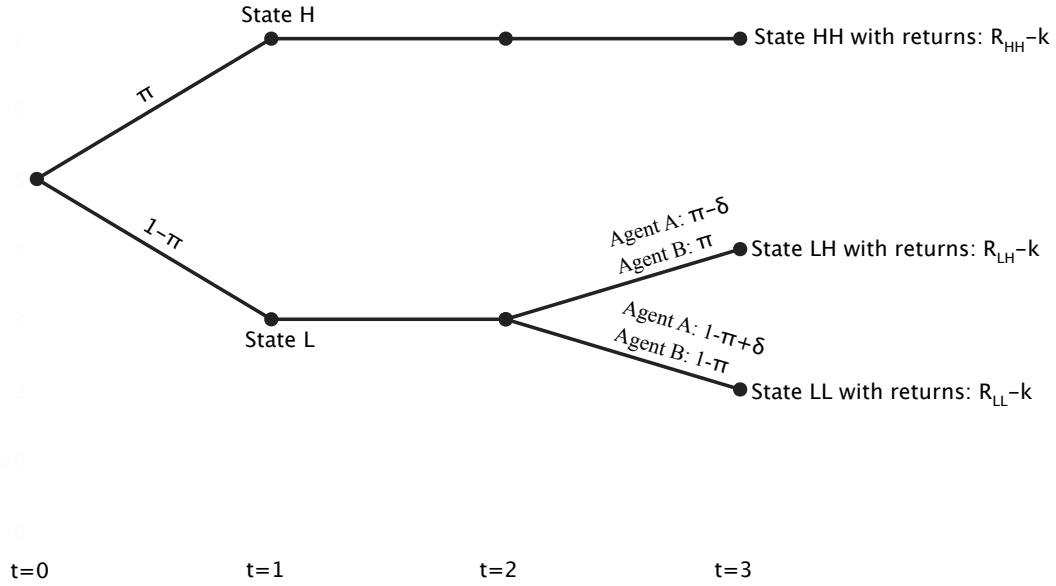 State H
State HH with returns: R_HH–k
π
1–π
Agent A: π–δ
Agent B: π
State LH with returns: R_LH–k
Agent A: 1-π+δ
Agent B: 1-π
State L
State LL with returns: R_LL–k
t=0 t=1 t=2 t=3